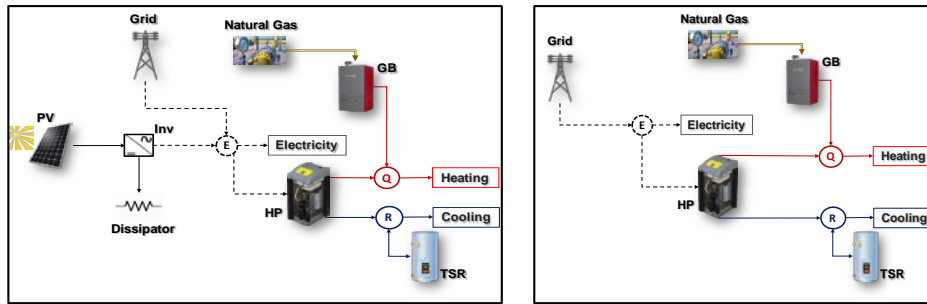 Grid
Natural Gas
GB
PV
Inv
E
Electricity
Q
Heating
HP
R
Cooling
Dissipator
TSR
Natural Gas
Grid
GB
E
Electricity
Q
Heating
HP
R
Cooling
TSR